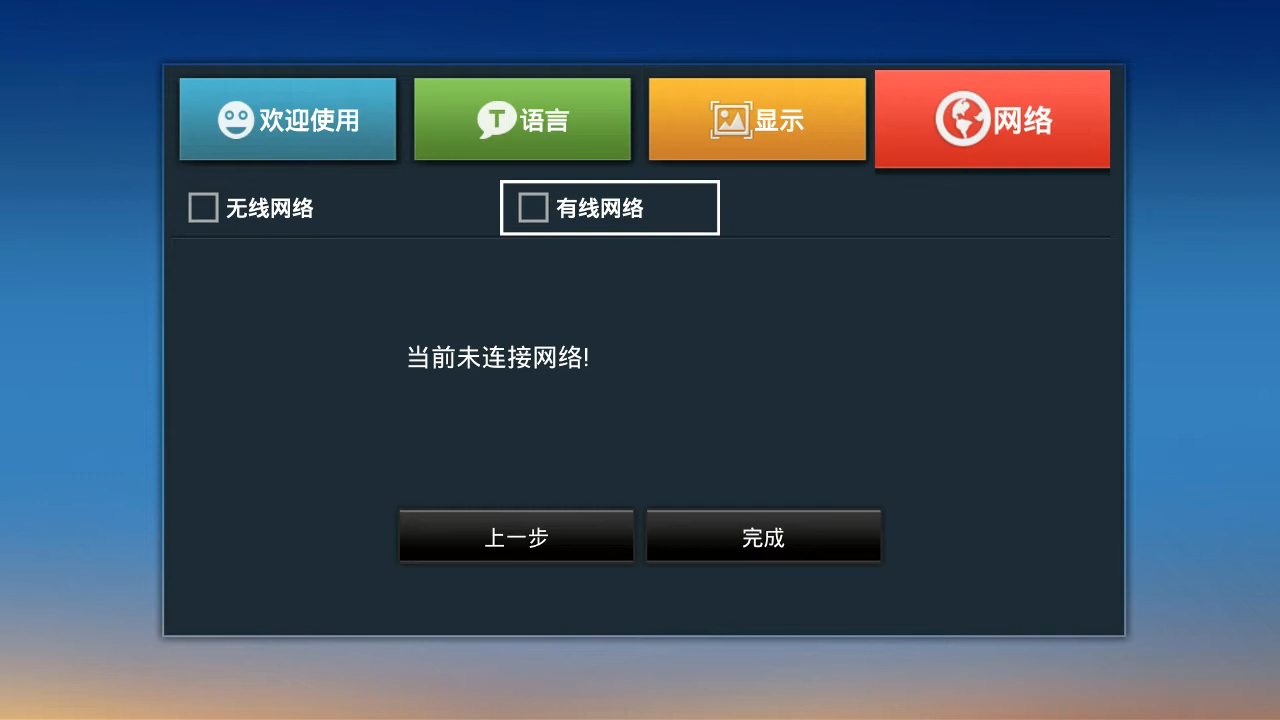 欢迎使用
语言
显示
网络
无线网络
有线网络
当前未连接网络!
上一步
完成